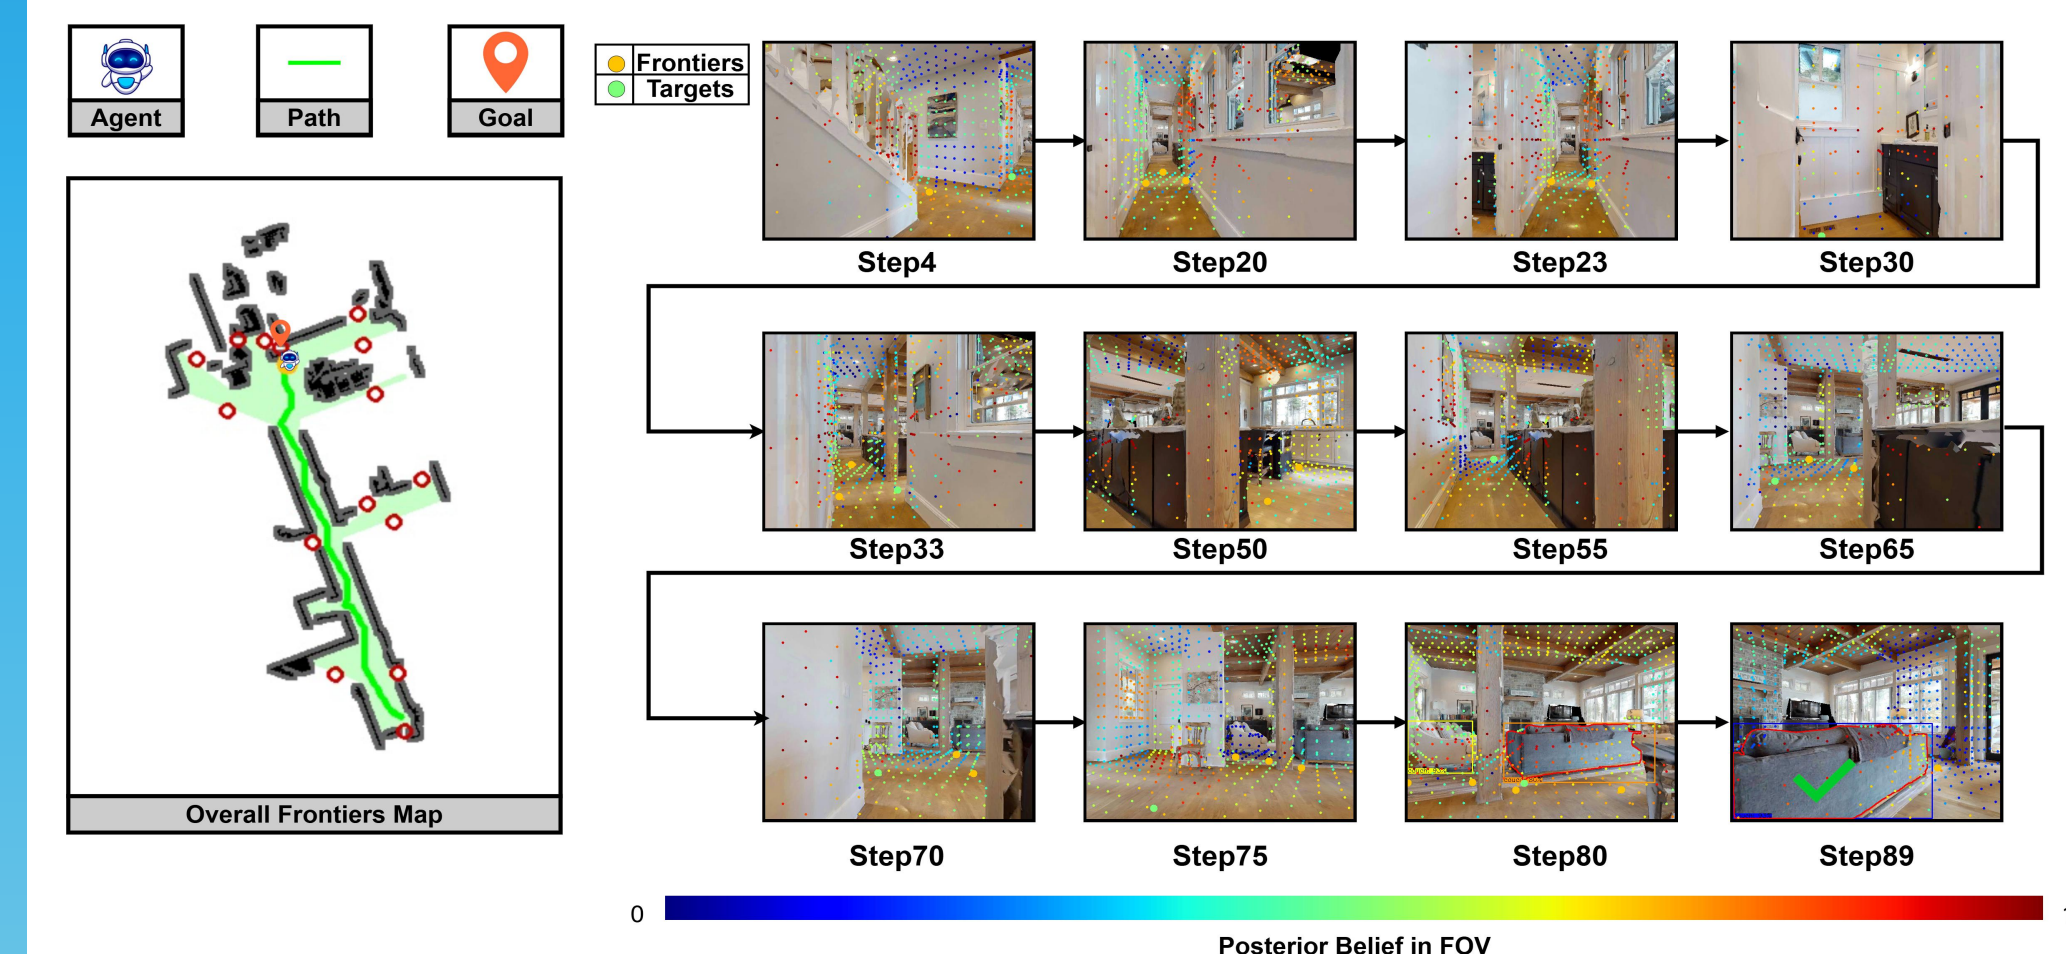 Agent
Path
Goal
Frontiers
Targets
Step4
Step20
Step23
Step30
Step33
Step50
Step55
Step65
Step70
Step75
Step80
Step89
Overall Frontiers Map
0
Posterior Belief in FOV